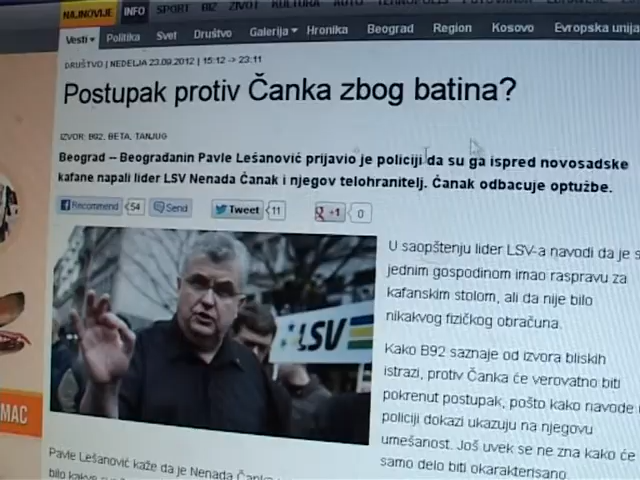 NAJNOVIJE INFO SPORT BIZ ŽIVOT KULTURA AUTO
Vesti Politika Svet Društvo Galerija Hronika Beograd Region Kosovo Evropska unija
DRUŠTVO | NEDELJA 23.09.2012 | 15:12 -> 23:11
Postupak protiv Čanka zbog batina?
IZVOR: B92, BETA, TANJUG
Beograd -- Beograđanin Pavle Lešanović prijavio je policiji da su ga ispred novosadske
kafane napali lider LSV Nenada Čanak i njegov telohranitelj. Čanak odbacuje optužbe.
Recommend 54 Send Tweet 11 +1 0
LSV
U saopštenju lider LSV-a navodi da je s
jednim gospodinom imao raspravu za
kafanskim stolom, ali da nije bilo
nikakvog fizičkog obračuna.
Kako B92 saznaje od izvora bliskih
istrazi, protiv Čanka će verovatno biti
pokrenut postupak, pošto kako navode
policiji dokazi ukazuju na njegovu
umešanost. Još uvek se ne zna kako će
samo delo biti okarakterisano.
MAC
Pavle Lešanović kaže da je Nenada
bilo kakve